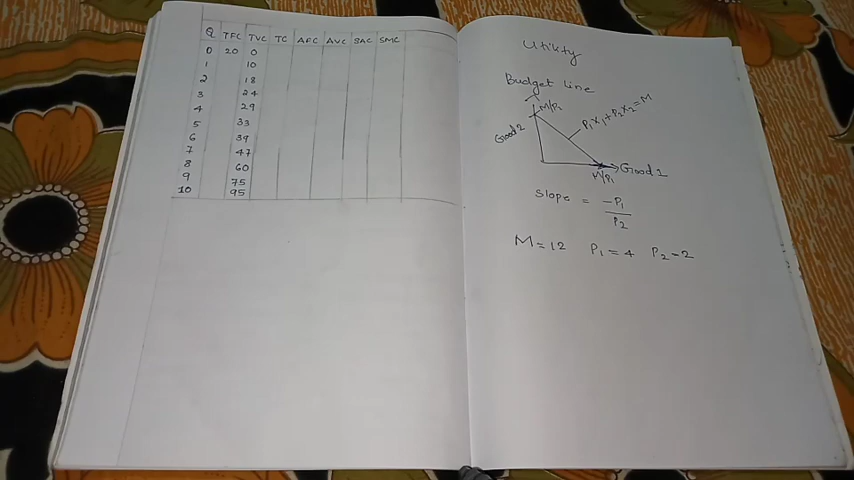 Q TFC TVC TC AFC AVC SAC SMC
0 20 0
1 10
2 18
3 24
4 29
5 33
6 39
7 47
8 60
9 75
10 95
Utility
Budget line
M/P2
P1X1+P2X2=M
Good 2
Good 1
M/P1
Slope = -P1
P2
M=12 P1=4 P2=2